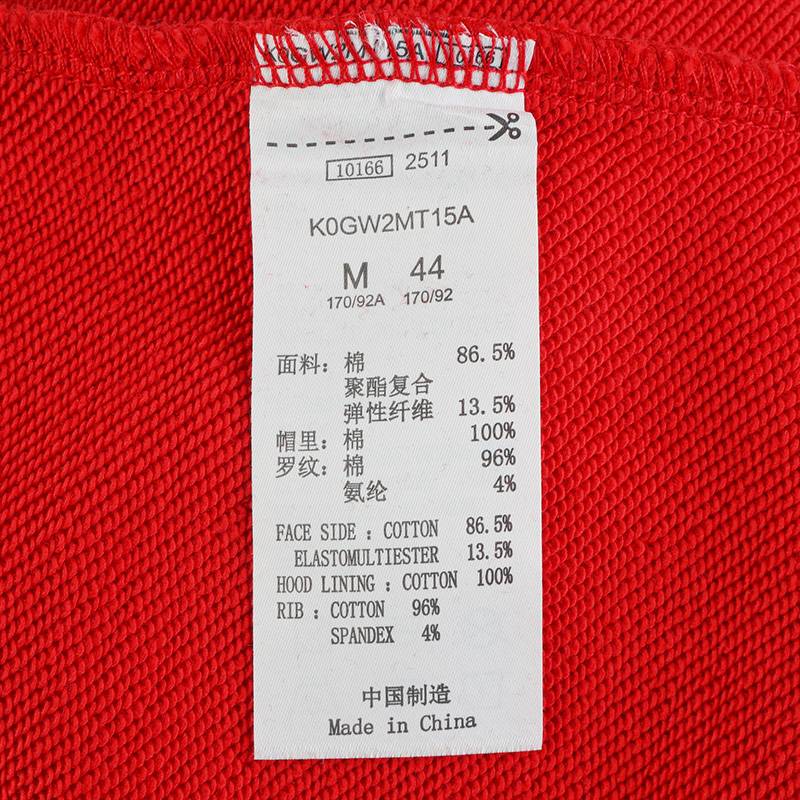 10166 2511
K0GW2MT15A
M 44
170/92A 170/92
面料：棉 86.5%
聚酯复合
弹性纤维 13.5%
帽里：棉 100%
罗纹：棉 96%
氨纶 4%
FACE SIDE : COTTON 86.5%
ELASTOMULTIESTER 13.5%
HOOD LINING : COTTON 100%
RIB : COTTON 96%
SPANDEX 4%
中国制造
Made in China